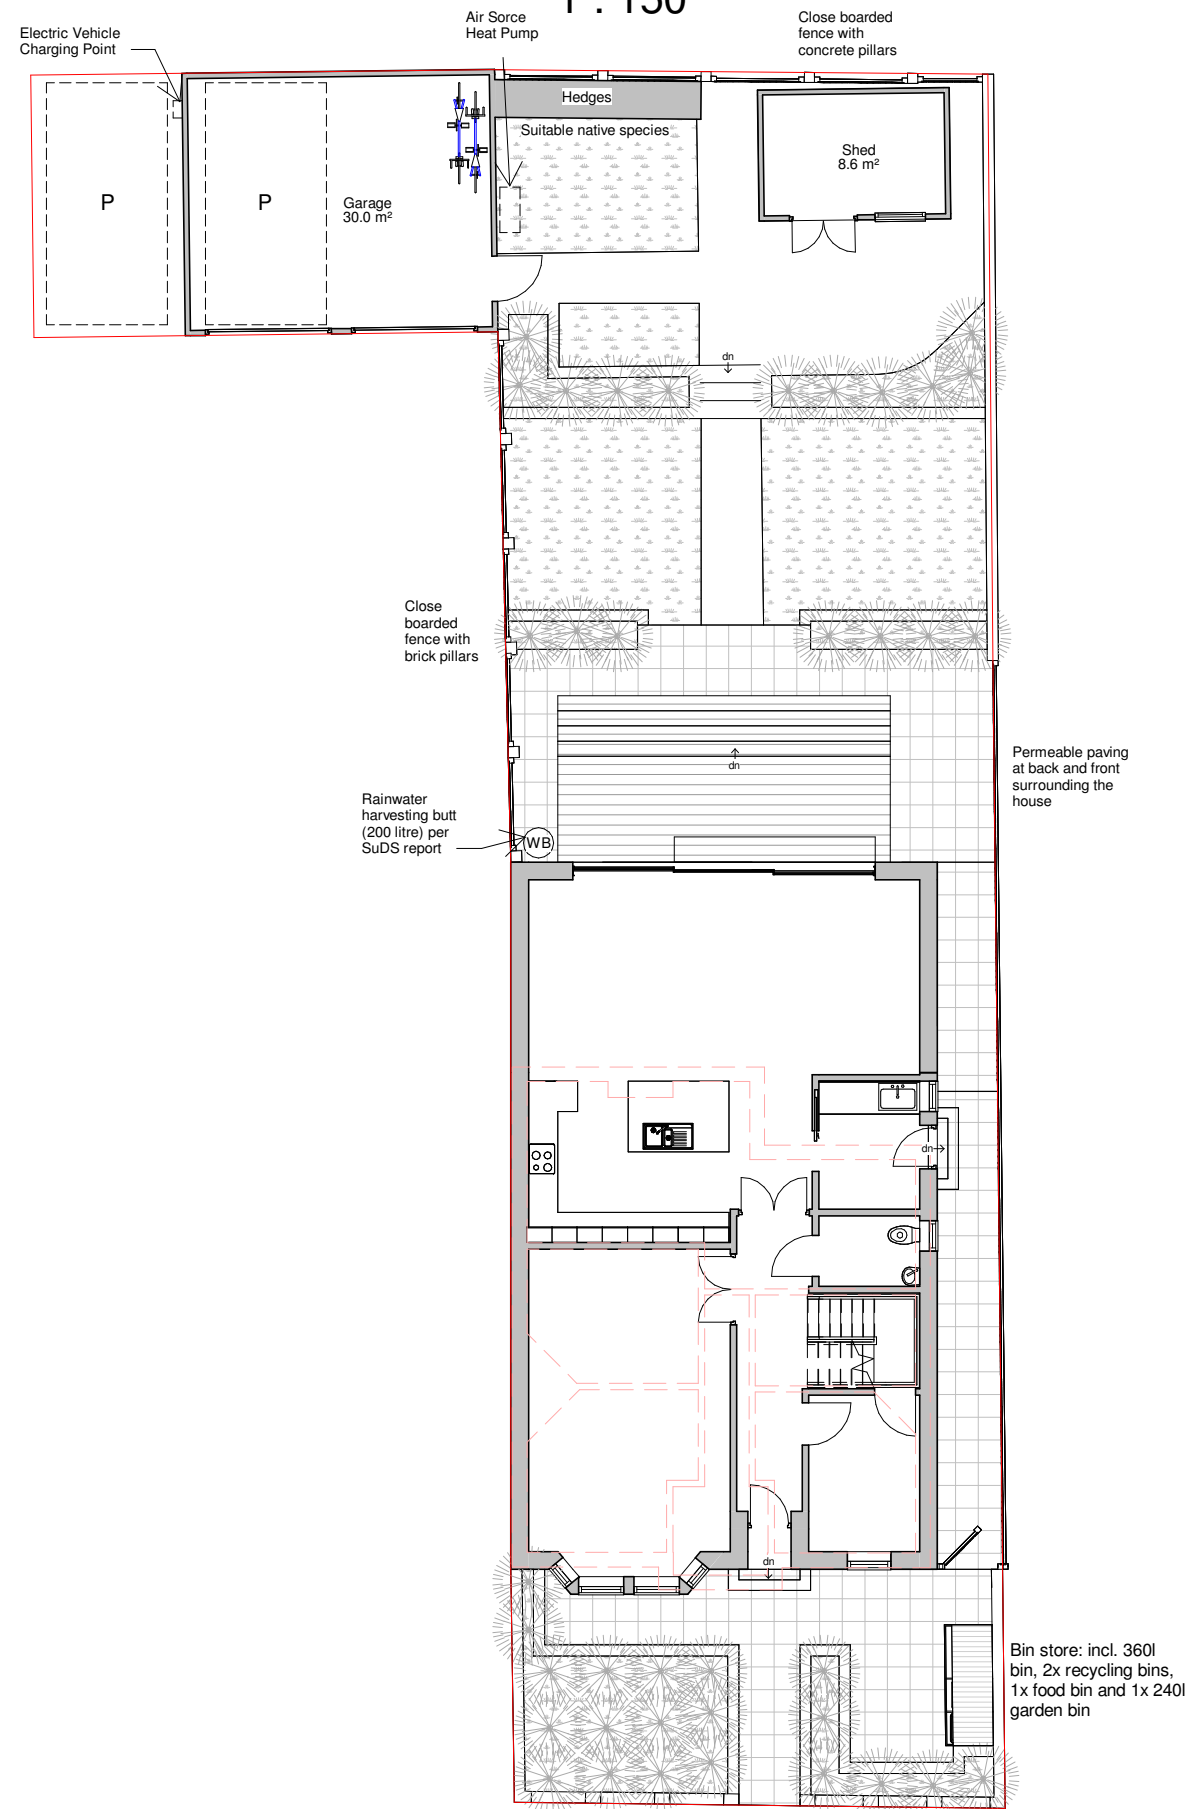 1 : 150
Electric Vehicle
Charging Point
Air Sorce
Heat Pump
Close boarded
fence with
concrete pillars
Hedges
Suitable native species
Shed
8.6 m²
P
P
Garage
30.0 m²
dn
Close
boarded
fence with
brick pillars
dn
Permeable paving
at back and front
surrounding the
house
Rainwater
harvesting butt
(200 litre) per
SuDS report
WB
dn
dn
Bin store: incl. 360l
bin, 2x recycling bins,
1x food bin and 1x 240l
garden bin